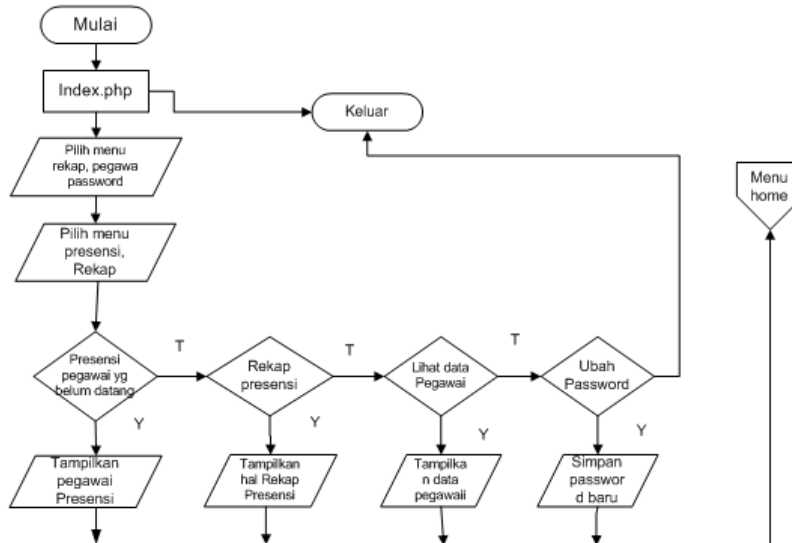 Mulai
Index.php
Keluar
Pilih menu
rekap, pegawa
password
Menu
home
Pilih menu
presensi,
Rekap
T
T
T
Presensi
pegawai yg
belum datang
Rekap
presensi
Lihat data
Pegawai
Ubah
Password
Y
Y
Y
Y
Tampilkan
pegawai
Presensi
Tampilkan
hal Rekap
Presensi
Tampilka
n data
pegawaii
Simpan
passwor
d baru